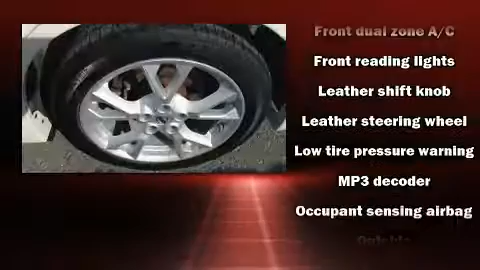 Front dual zone A/C
Front reading lights
Leather shift knob
Leather steering wheel
Low tire pressure warning
MP3 decoder
Occupant sensing airbag